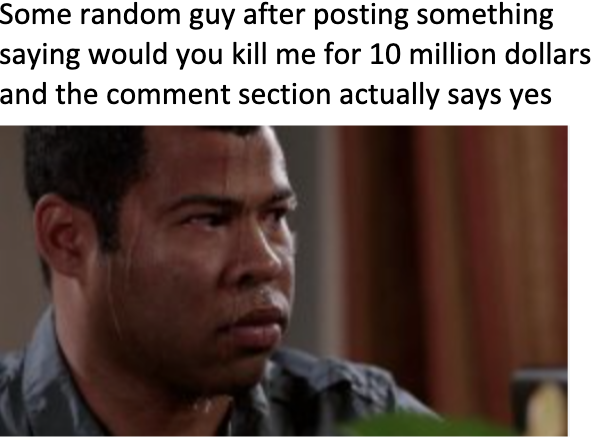 Some random guy after posting something
saying would you kill me for 10 million dollars
and the comment section actually says yes